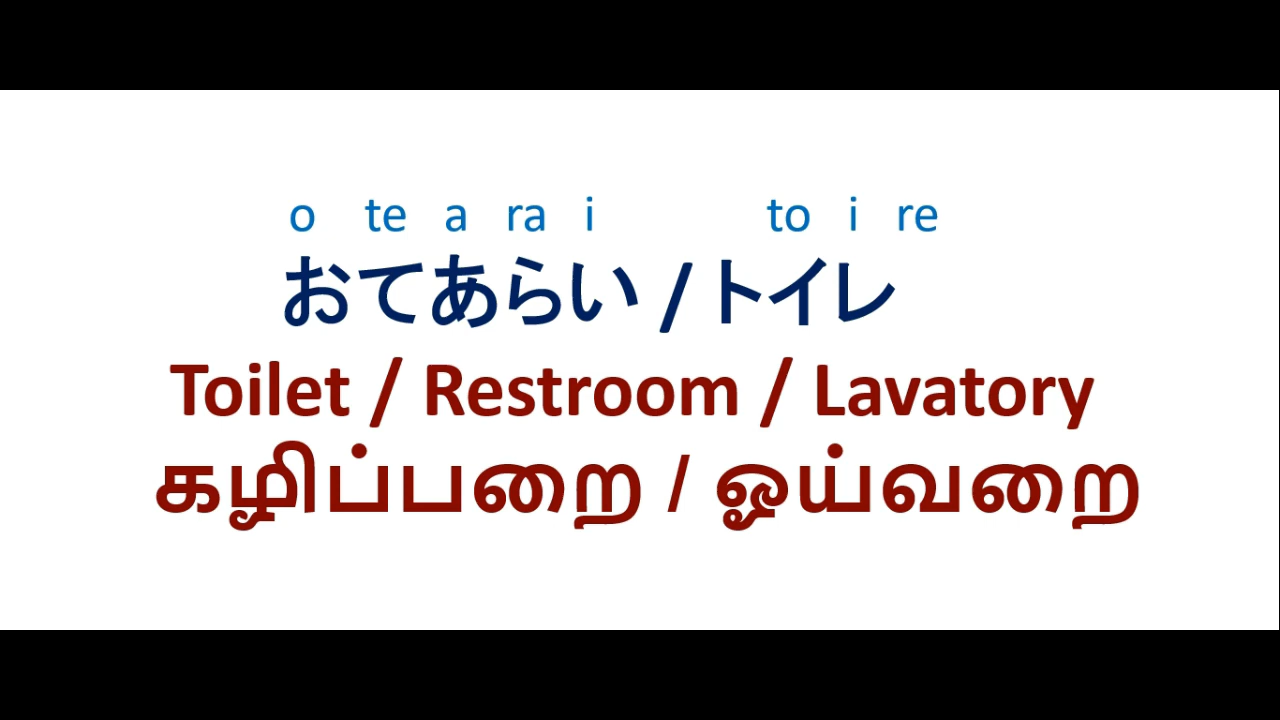 o te a ra i to i re
おてあらい / トイレ
Toilet / Restroom / Lavatory
கழிப்பறை / ஓய்வறை